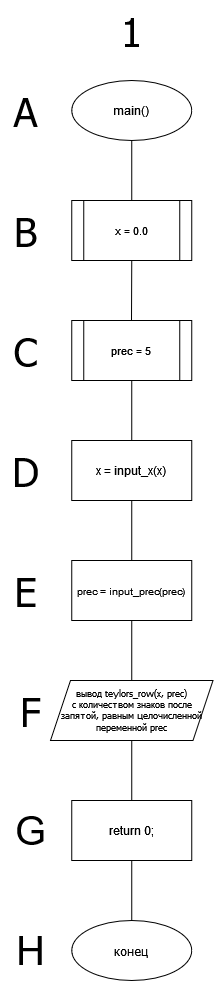 1
A
main()
B
x = 0.0
C
prec = 5
D
x = input_x(x)
E
prec = input_prec(prec)
F
вывод teylors_row(x, prec)
с количеством знаков после
запятой, равным целочисленной
переменной prec
G
return 0;
H
конец